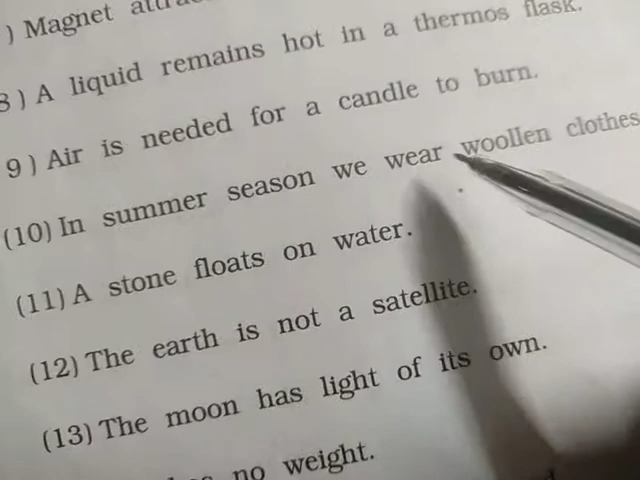 ) Magnet
8) A liquid remains hot in a thermos flask.
9) Air is needed for a candle to burn.
(10) In summer season we wear woollen clothes
(11) A stone floats on water.
(12) The earth is not a satellite.
(13) The moon has light of its own.
no weight.